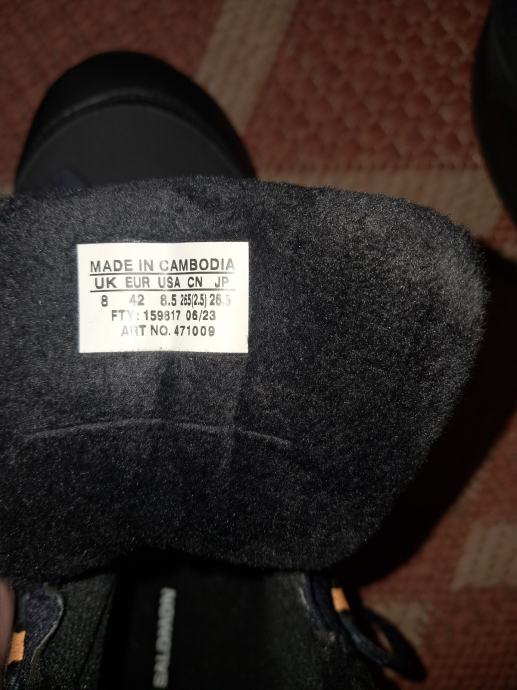 MADE IN CAMBODIA
UK EUR USA CN JP
8 42 8.5 265(2.5) 26.5
FTY: 159817 06/23
ART NO. 471009
SALOMON